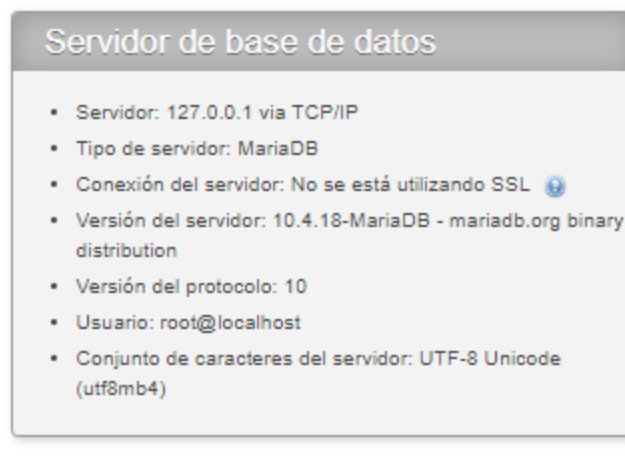 Servidor de base de datos
• Servidor: 127.0.0.1 via TCP/IP
• Tipo de servidor: MariaDB
• Conexión del servidor: No se está utilizando SSL
• Versión del servidor: 10.4.18-MariaDB - mariadb.org binary
distribution
• Versión del protocolo: 10
• Usuario: root@localhost
• Conjunto de caracteres del servidor: UTF-8 Unicode
(utf8mb4)